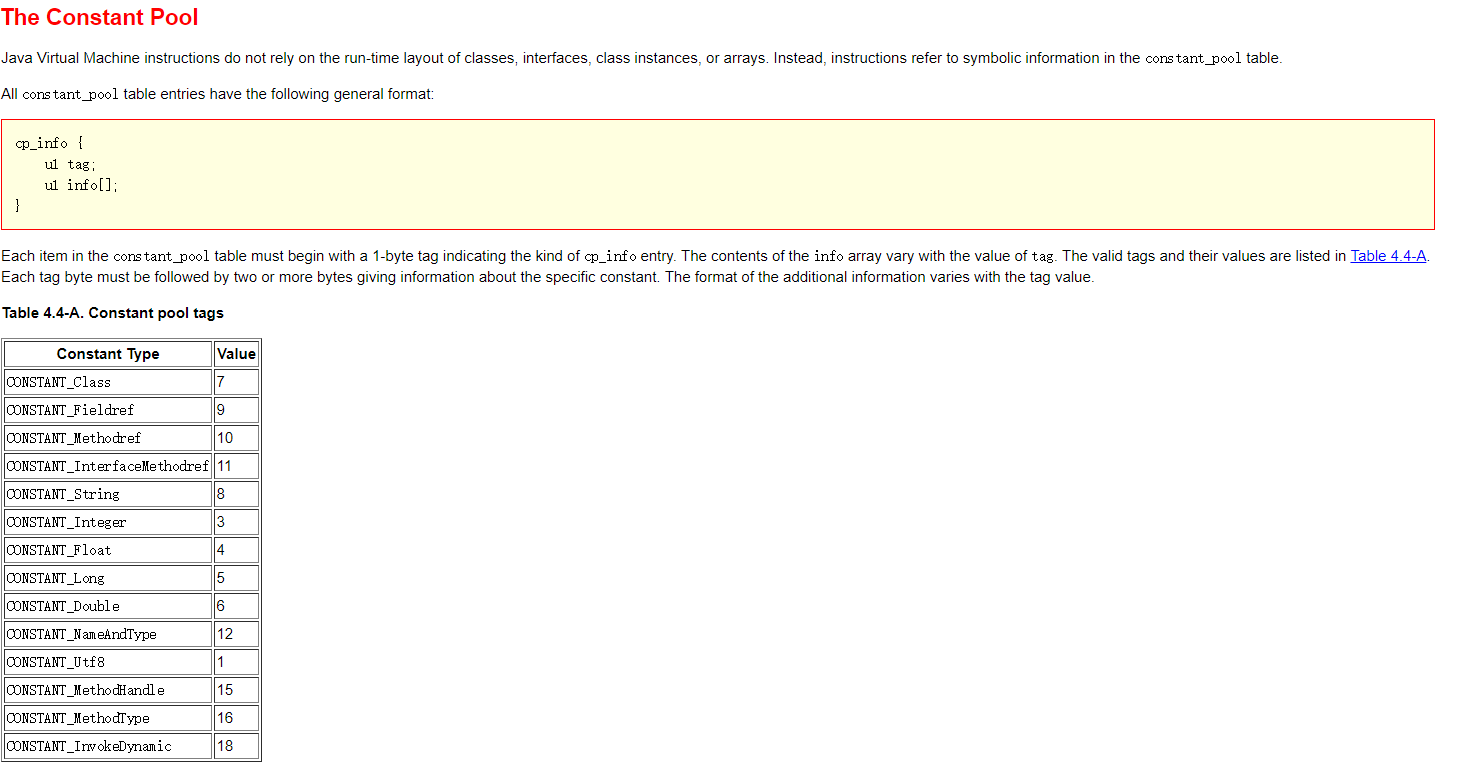 The Constant Pool
Java Virtual Machine instructions do not rely on the run-time layout of classes, interfaces, class instances, or arrays. Instead, instructions refer to symbolic information in the constant_pool table.
All constant_pool table entries have the following general format:
cp_info {
    u1 tag;
    u1 info[];
}
Each item in the constant_pool table must begin with a 1-byte tag indicating the kind of cp_info entry. The contents of the info array vary with the value of tag. The valid tags and their values are listed in Table 4.4-A.
Each tag byte must be followed by two or more bytes giving information about the specific constant. The format of the additional information varies with the tag value.
Table 4.4-A. Constant pool tags
Constant Type Value
CONSTANT_Class 7
CONSTANT_Fieldref 9
CONSTANT_Methodref 10
CONSTANT_InterfaceMethodref 11
CONSTANT_String 8
CONSTANT_Integer 3
CONSTANT_Float 4
CONSTANT_Long 5
CONSTANT_Double 6
CONSTANT_NameAndType 12
CONSTANT_Utf8 1
CONSTANT_MethodHandle 15
CONSTANT_MethodType 16
CONSTANT_InvokeDynamic 18